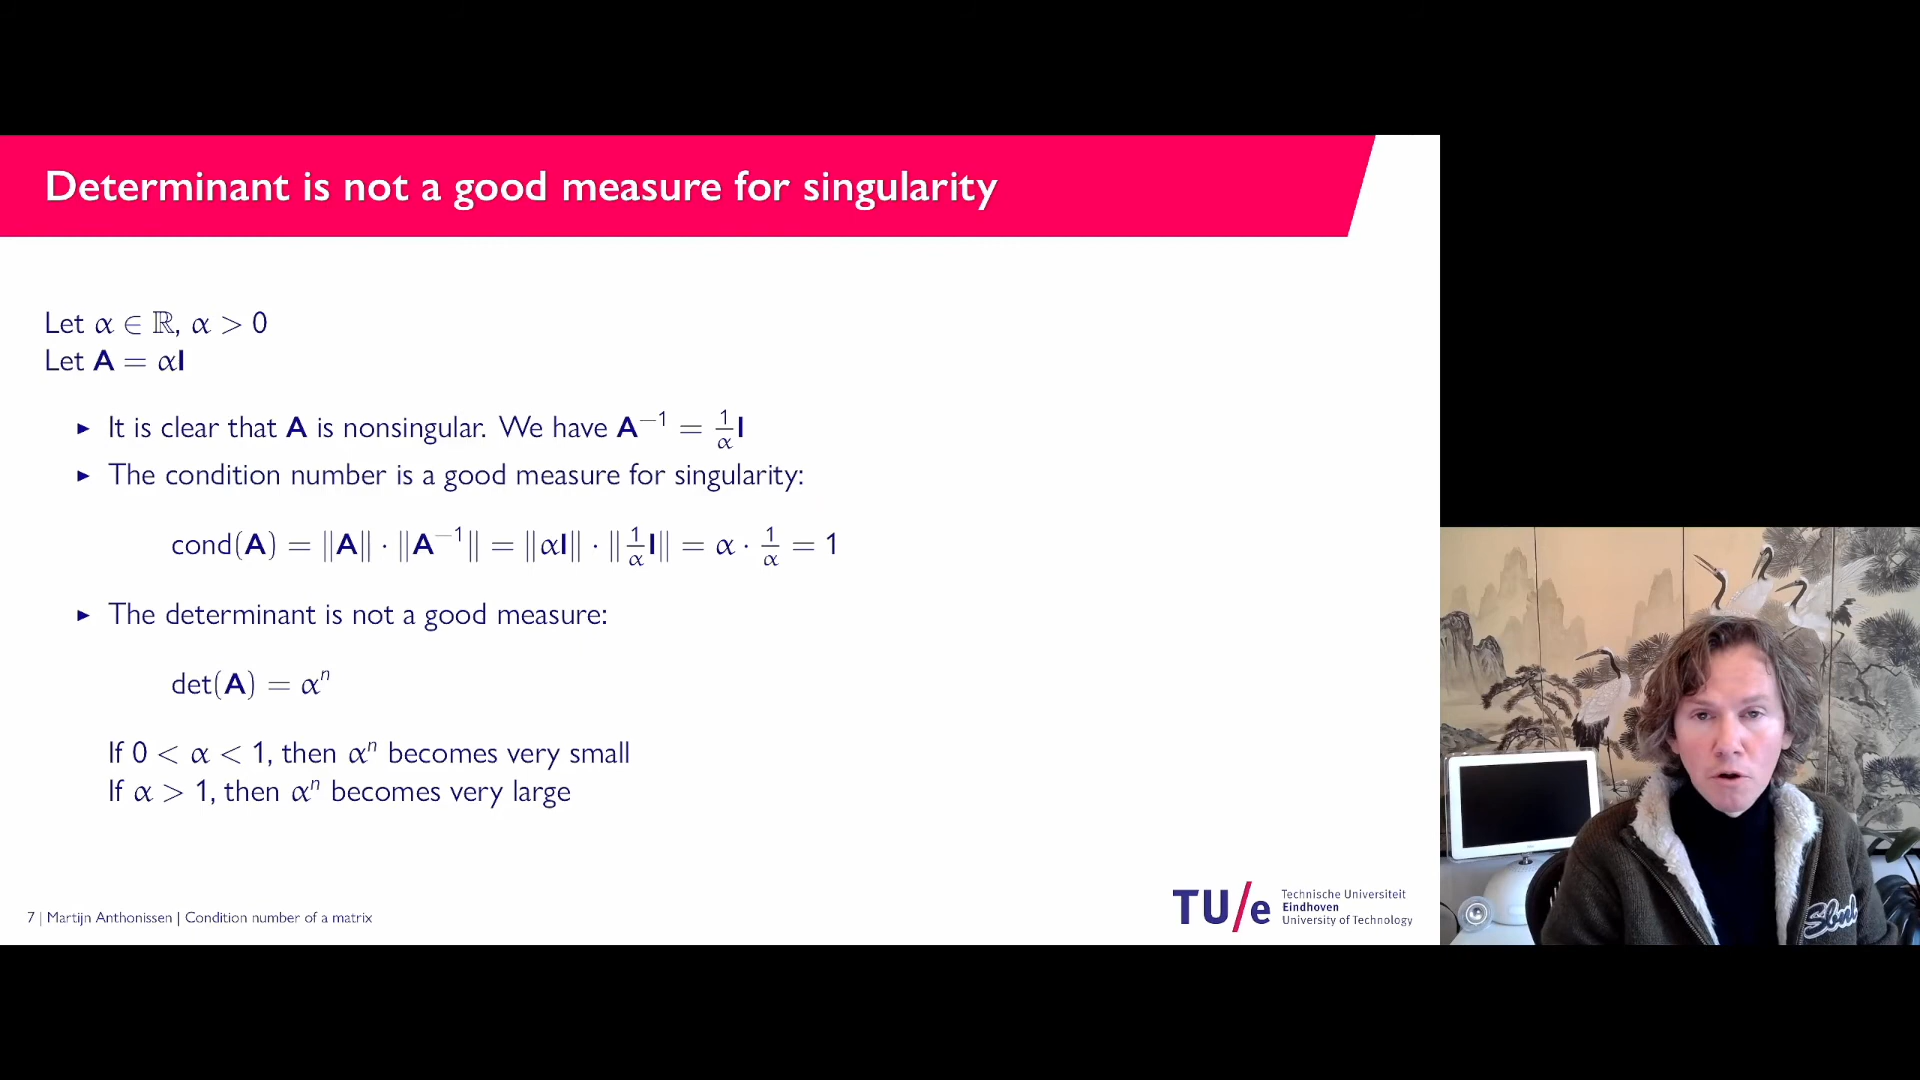 Determinant is not a good measure for singularity
Let α ∈ ℝ, α > 0
Let A = αI
▸ It is clear that A is nonsingular. We have A⁻¹ = 1/α I
▸ The condition number is a good measure for singularity:
cond(A) = ‖A‖ · ‖A⁻¹‖ = ‖αI‖ · ‖1/α I‖ = α · 1/α = 1
▸ The determinant is not a good measure:
det(A) = αⁿ
If 0 < α < 1, then αⁿ becomes very small
If α > 1, then αⁿ becomes very large
7 | Martijn Anthonissen | Condition number of a matrix
TU/e
Technische Universiteit
Eindhoven
University of Technology